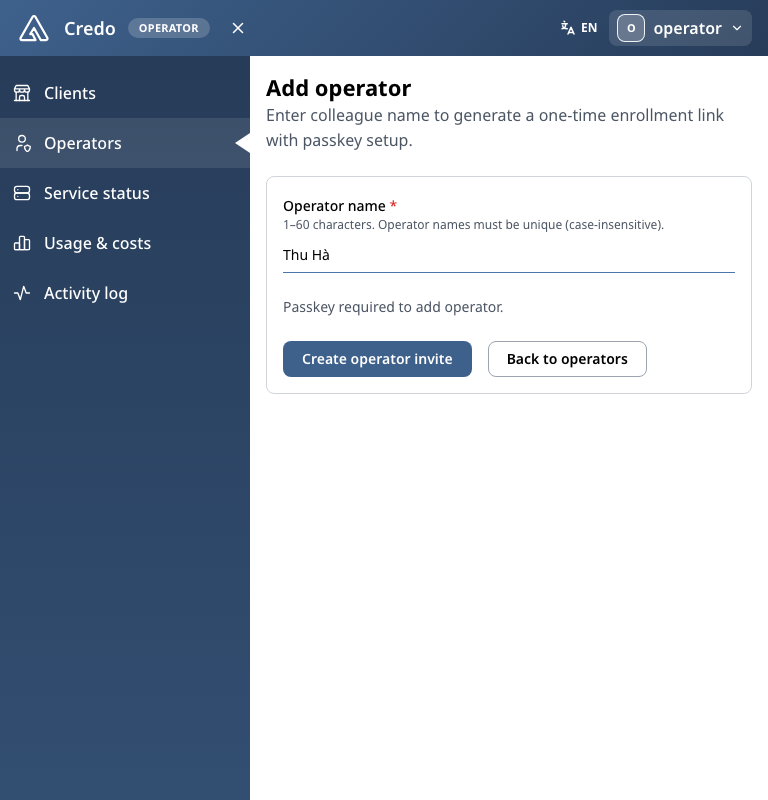 Credo
OPERATOR
EN
O
operator
Clients
Operators
Service status
Usage & costs
Activity log
Add operator
Enter colleague name to generate a one-time enrollment link
with passkey setup.
Operator name *
1–60 characters. Operator names must be unique (case-insensitive).
Thu Hà
Passkey required to add operator.
Create operator invite
Back to operators